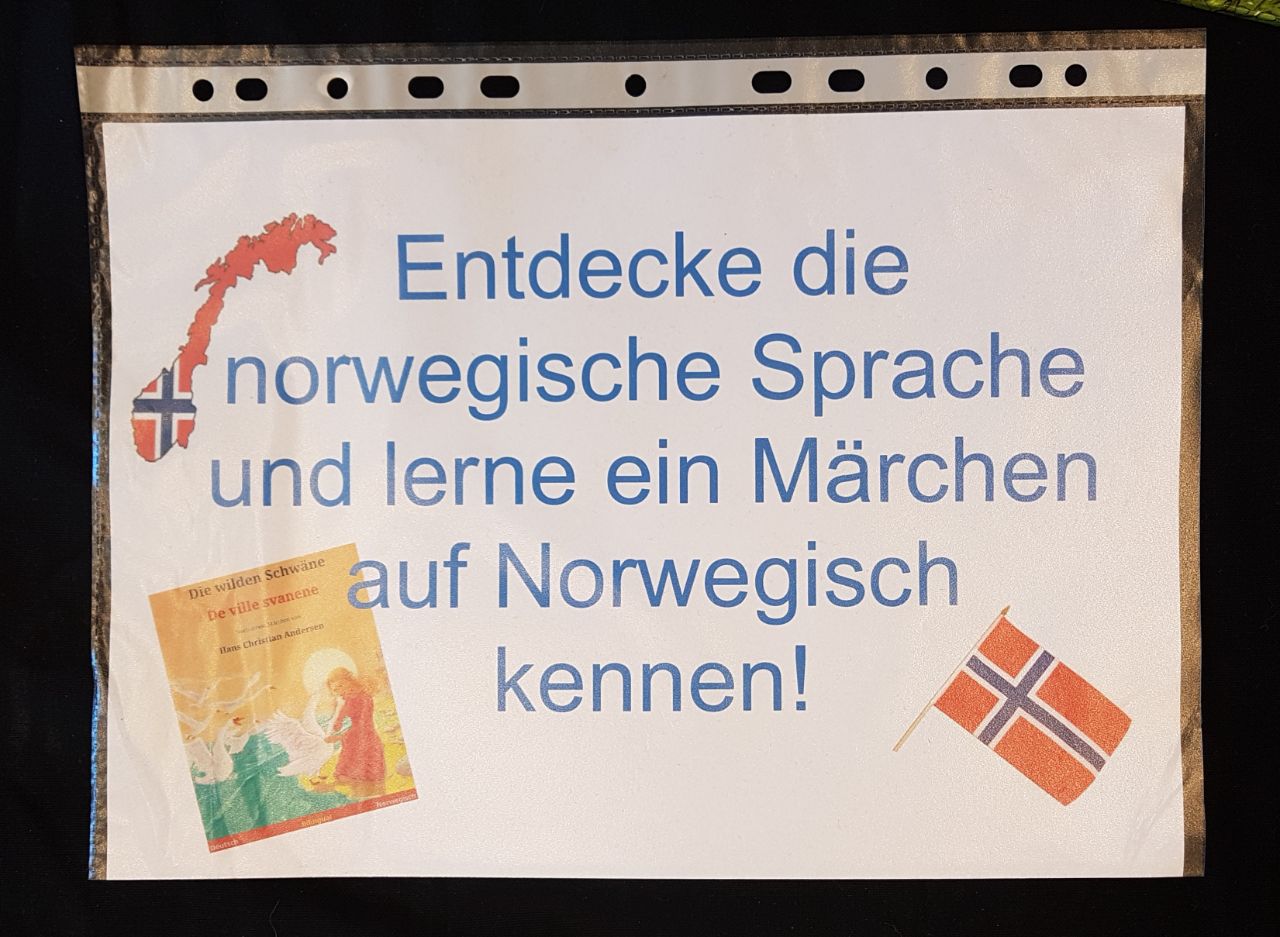 Entdecke die
norwegische Sprache
und lerne ein Märchen
auf Norwegisch
kennen!
Die wilden Schwäne
De ville svanene
Hans Christian Andersen
Deutsch
bilingual
Norwegisch